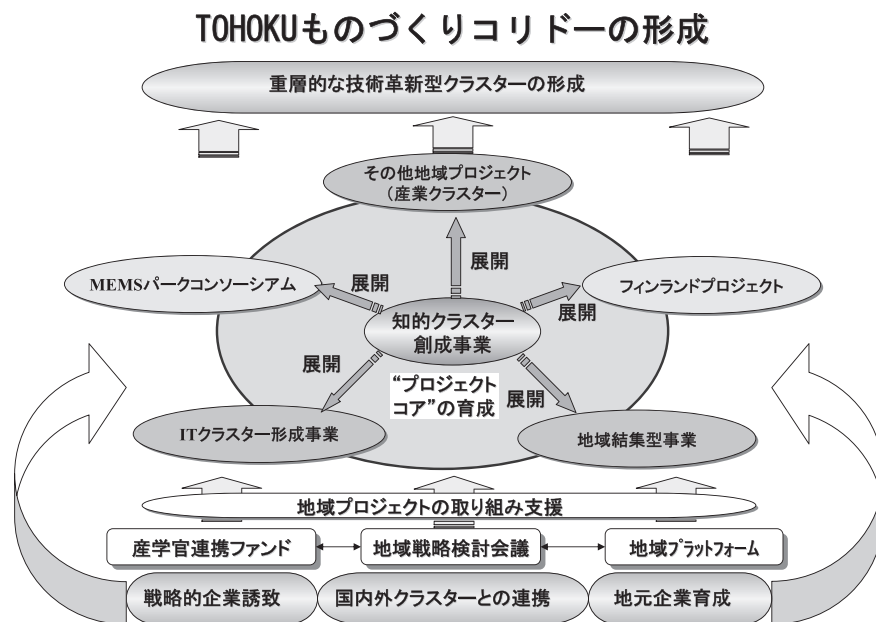 TOHOKUものづくりコリドーの形成
重層的な技術革新型クラスターの形成
その他地域プロジェクト
（産業クラスター）
展開
MEMSパークコンソーシアム
展開
フィンランドプロジェクト
展開
知的クラスター
創成事業
展開
“プロジェクト
コア”の育成
展開
ITクラスター形成事業
地域結集型事業
地域プロジェクトの取り組み支援
産学官連携ファンド
地域戦略検討会議
地域プラットフォーム
戦略的企業誘致
国内外クラスターとの連携
地元企業育成